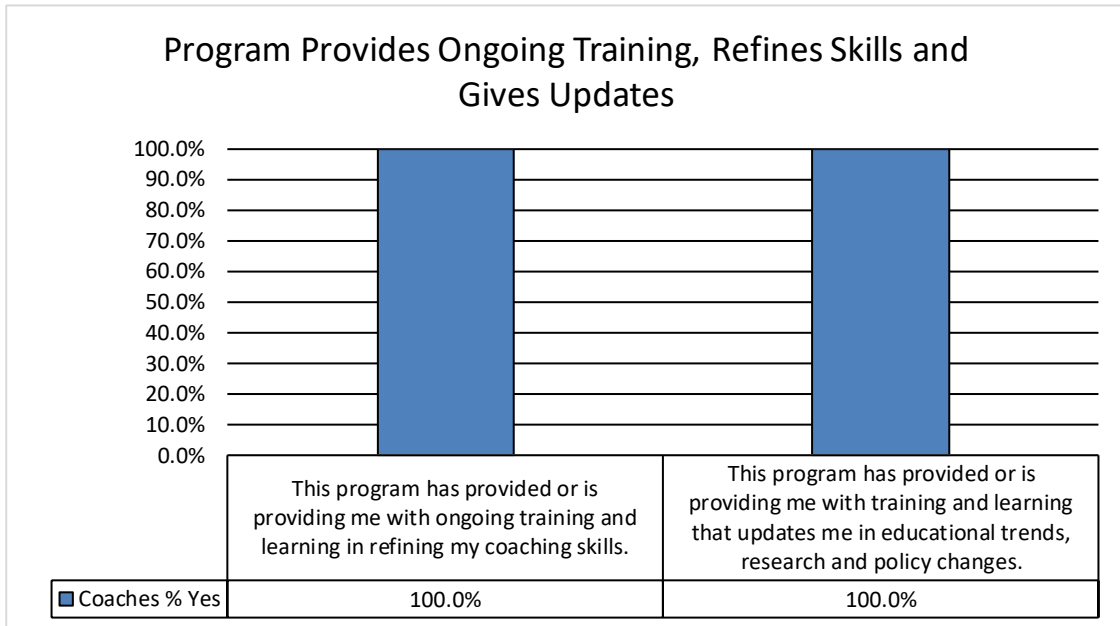 Program Provides Ongoing Training, Refines Skills and
Gives Updates
100.0%
90.0%
80.0%
70.0%
60.0%
50.0%
40.0%
30.0%
20.0%
10.0%
0.0%
This program has provided or is
providing me with ongoing training and
learning in refining my coaching skills.
This program has provided or is
providing me with training and learning
that updates me in educational trends,
research and policy changes.
Coaches % Yes 100.0% 100.0%